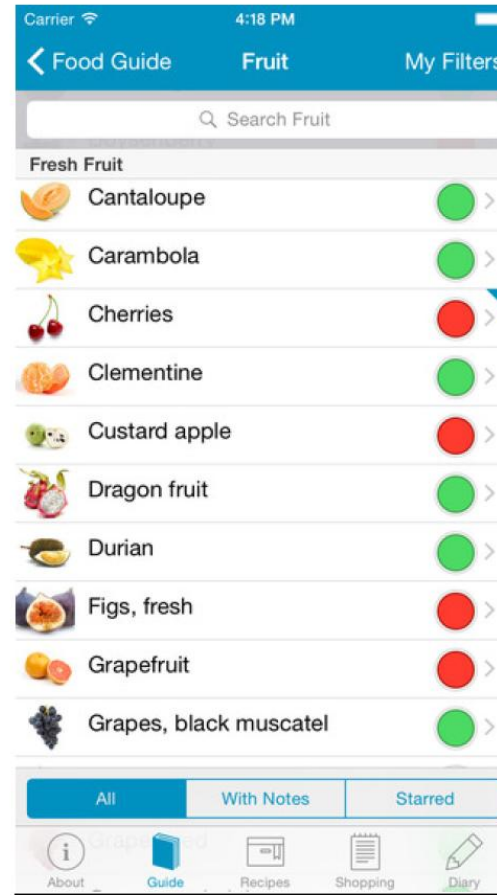 Carrier 4:18 PM
Food Guide Fruit My Filters
Search Fruit
Fresh Fruit
Cantaloupe
Carambola
Cherries
Clementine
Custard apple
Dragon fruit
Durian
Figs, fresh
Grapefruit
Grapes, black muscatel
All With Notes Starred
About Guide Recipes Shopping Diary